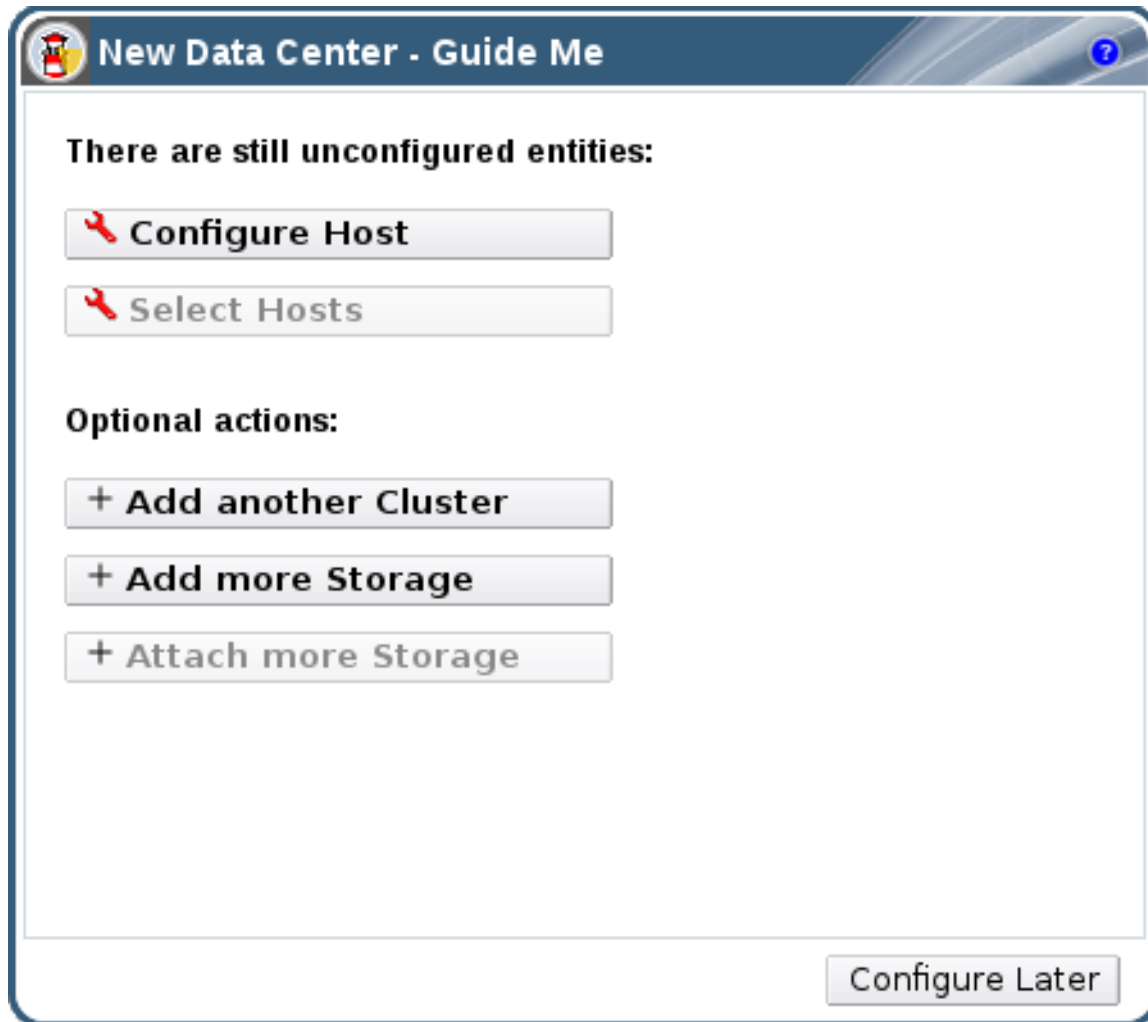 New Data Center - Guide Me
?
There are still unconfigured entities:
Configure Host
Select Hosts
Optional actions:
+ Add another Cluster
+ Add more Storage
+ Attach more Storage
Configure Later